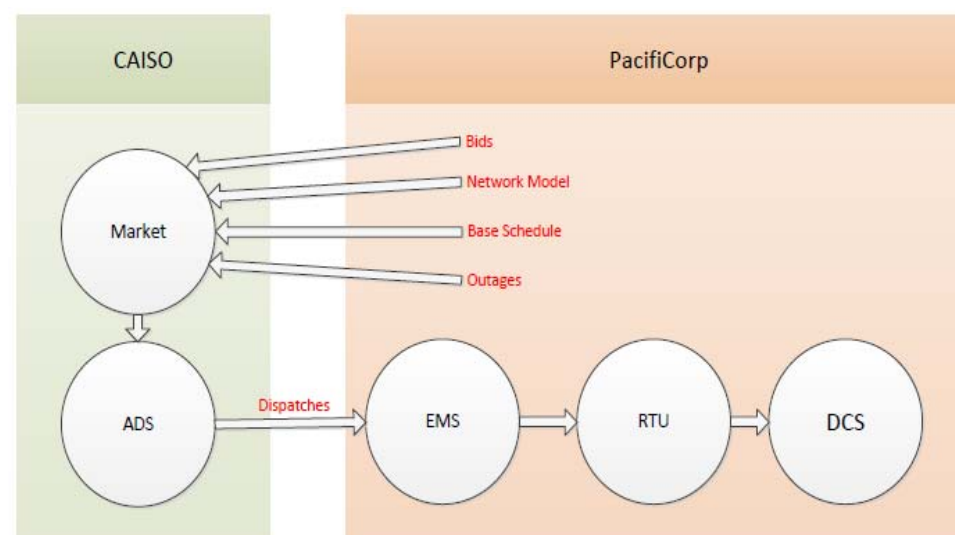 CAISO
PacifiCorp
Bids
Network Model
Market
Base Schedule
Outages
Dispatches
ADS
EMS
RTU
DCS